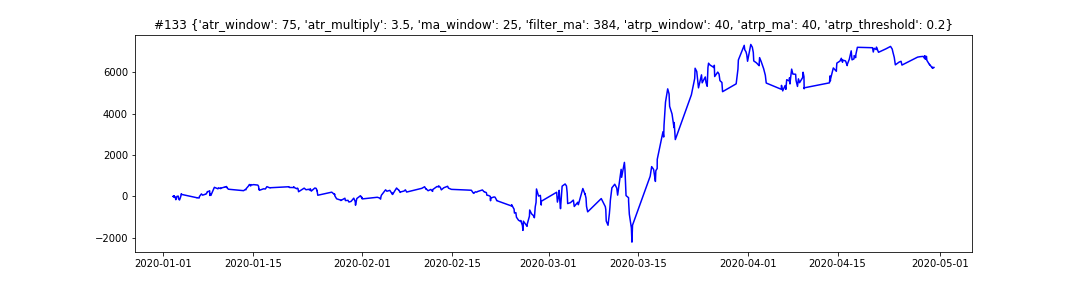 #133 {'atr_window': 75, 'atr_multiply': 3.5, 'ma_window': 25, 'filter_ma': 384, 'atrp_window': 40, 'atrp_ma': 40, 'atrp_threshold': 0.2}
6000
4000
2000
0
−2000
2020-01-01 2020-01-15 2020-02-01 2020-02-15 2020-03-01 2020-03-15 2020-04-01 2020-04-15 2020-05-01